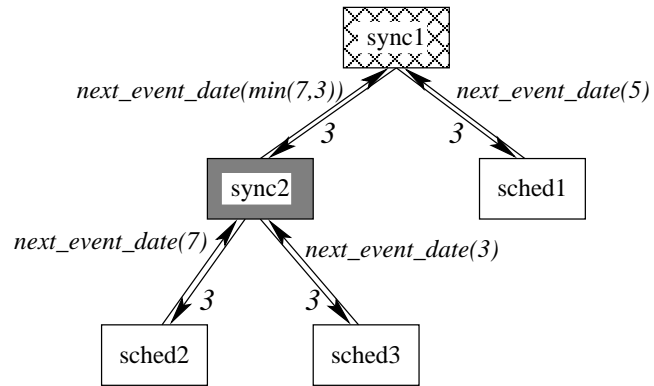 sync1
next_event_date(min(7,3))
next_event_date(5)
3
3
sync2
sched1
next_event_date(7)
next_event_date(3)
3
3
sched2
sched3